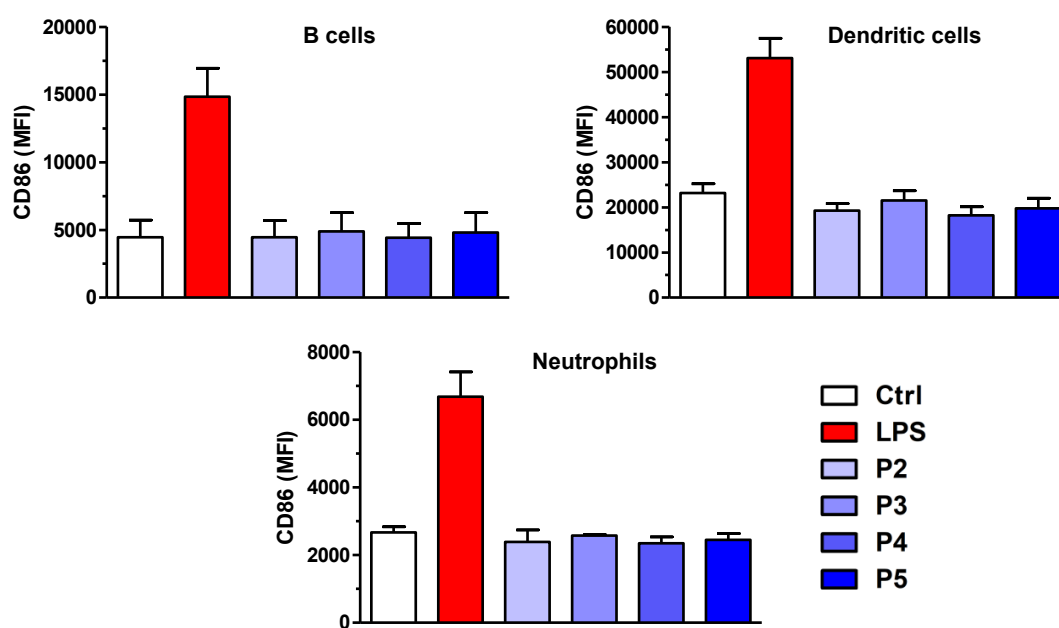 B cells
CD86 (MFI)
20000
15000
10000
5000
0
Dendritic cells
CD86 (MFI)
60000
50000
40000
30000
20000
10000
0
Neutrophils
CD86 (MFI)
8000
6000
4000
2000
0
Ctrl
LPS
P2
P3
P4
P5